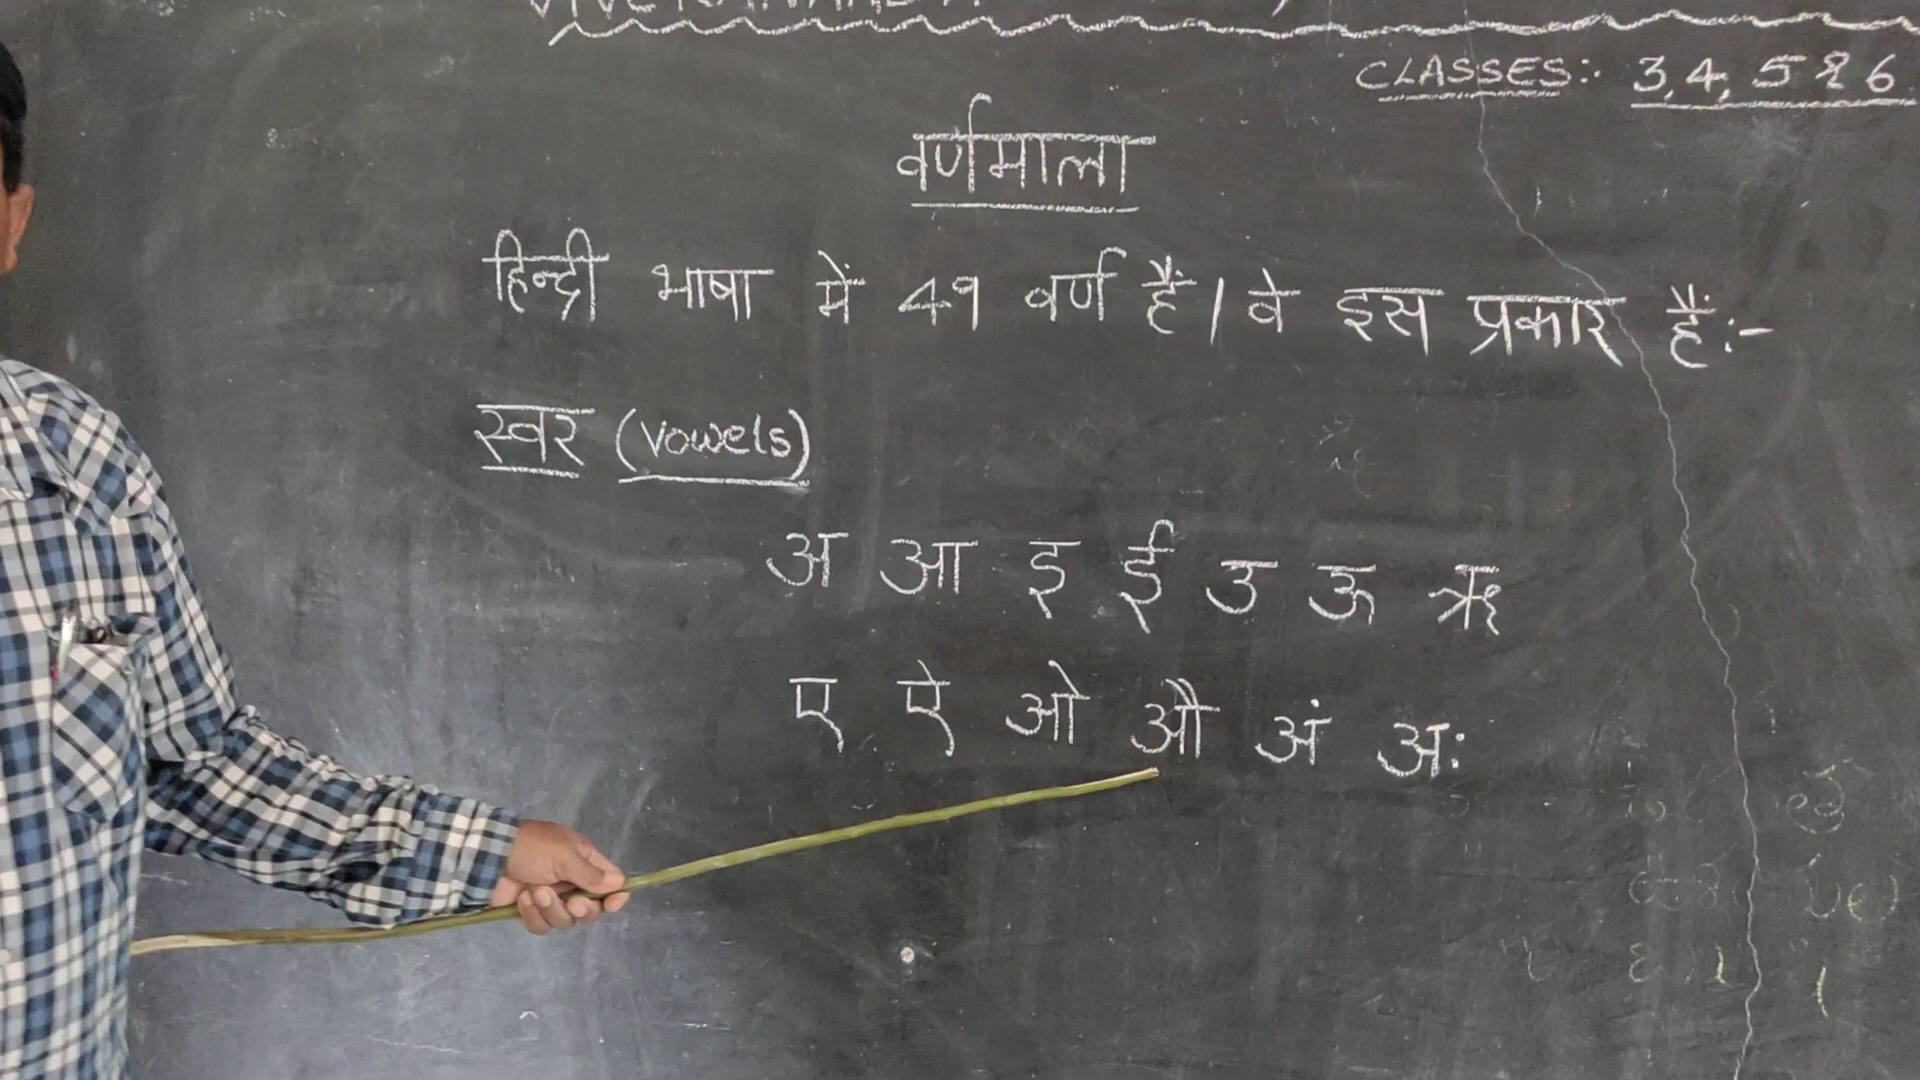 CLASSES:- 3, 4, 5 & 6
वर्णमाला
हिन्दी भाषा में 49 वर्ण हैं। वे इस प्रकार हैं:-
स्वर (Vowels)
अ आ इ ई उ ऊ ऋ
ए ऐ ओ औ अं अः